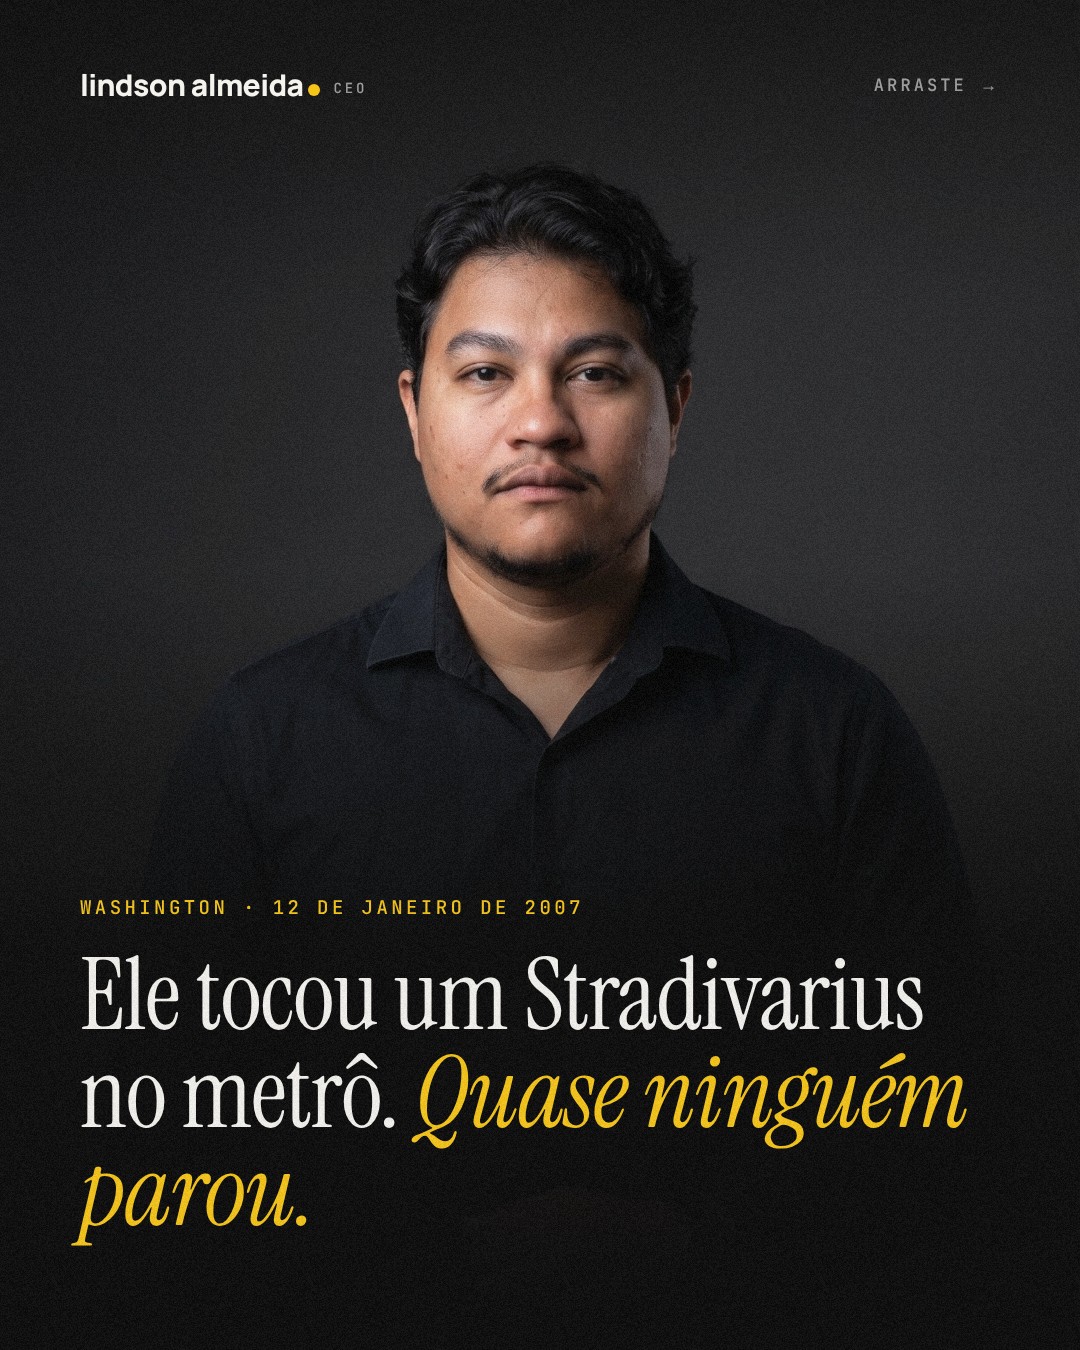 lindson almeida. CEO
ARRASTE →
WASHINGTON · 12 DE JANEIRO DE 2007
Ele tocou um Stradivarius
no metrô. Quase ninguém
parou.